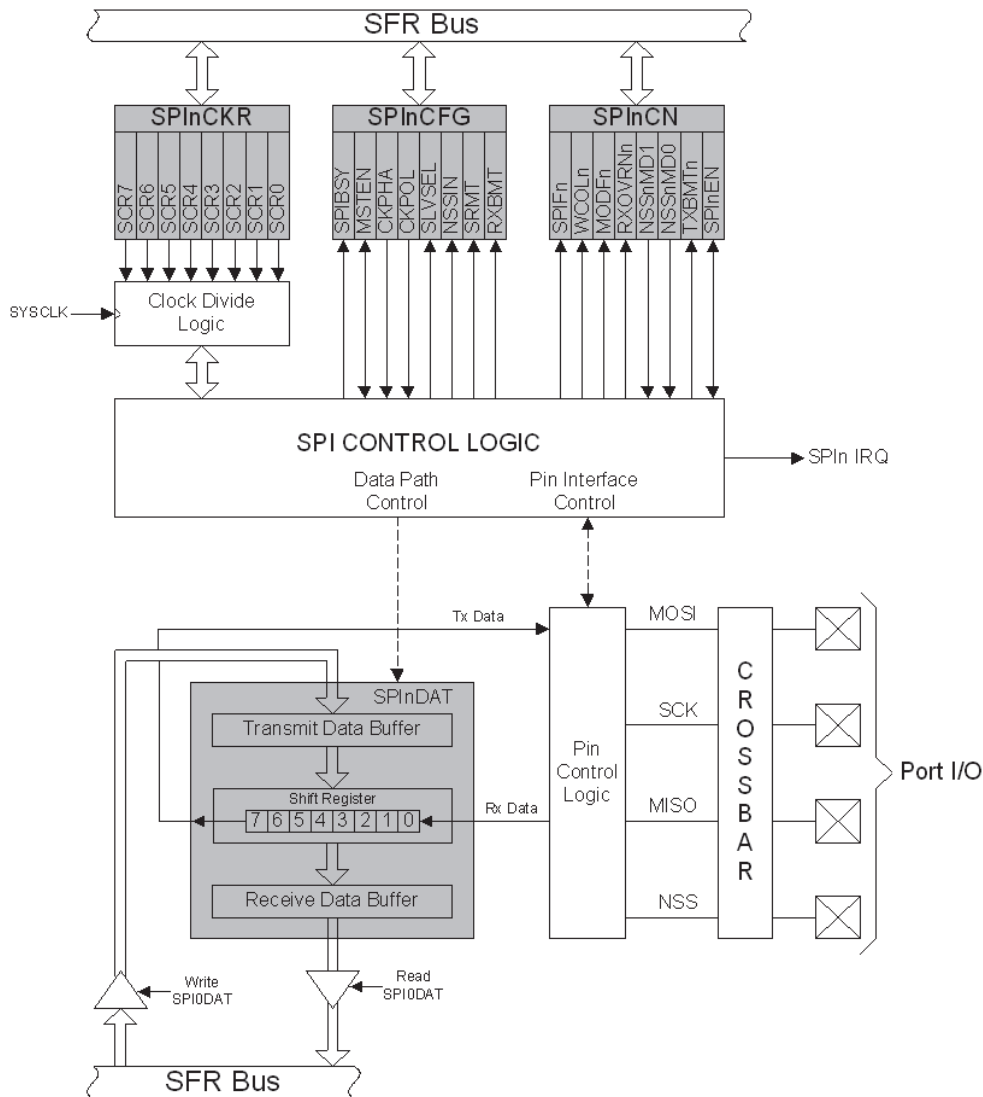 SFR Bus
SPInCKR
SPInCFG
SPInCN
SCR7
SCR6
SCR5
SCR4
SCR3
SCR2
SCR1
SCR0
SPIBSY
MSTEN
CKPHA
CKPOL
SLVSEL
NSSIN
SRMT
RXBMT
SPIFn
WCOLn
MODFn
RXOVRNn
NSSnMD1
NSSnMD0
TXBMTn
SPInEN
SYSCLK
Clock Divide
Logic
SPI CONTROL LOGIC
Data Path
Control
Pin Interface
Control
SPIn IRQ
Tx Data
SPInDAT
Transmit Data Buffer
Shift Register
7 6 5 4 3 2 1 0
Rx Data
Receive Data Buffer
Pin
Control
Logic
MOSI
SCK
MISO
NSS
CROSSBAR
Port I/O
Write
SPI0DAT
Read
SPI0DAT
SFR Bus